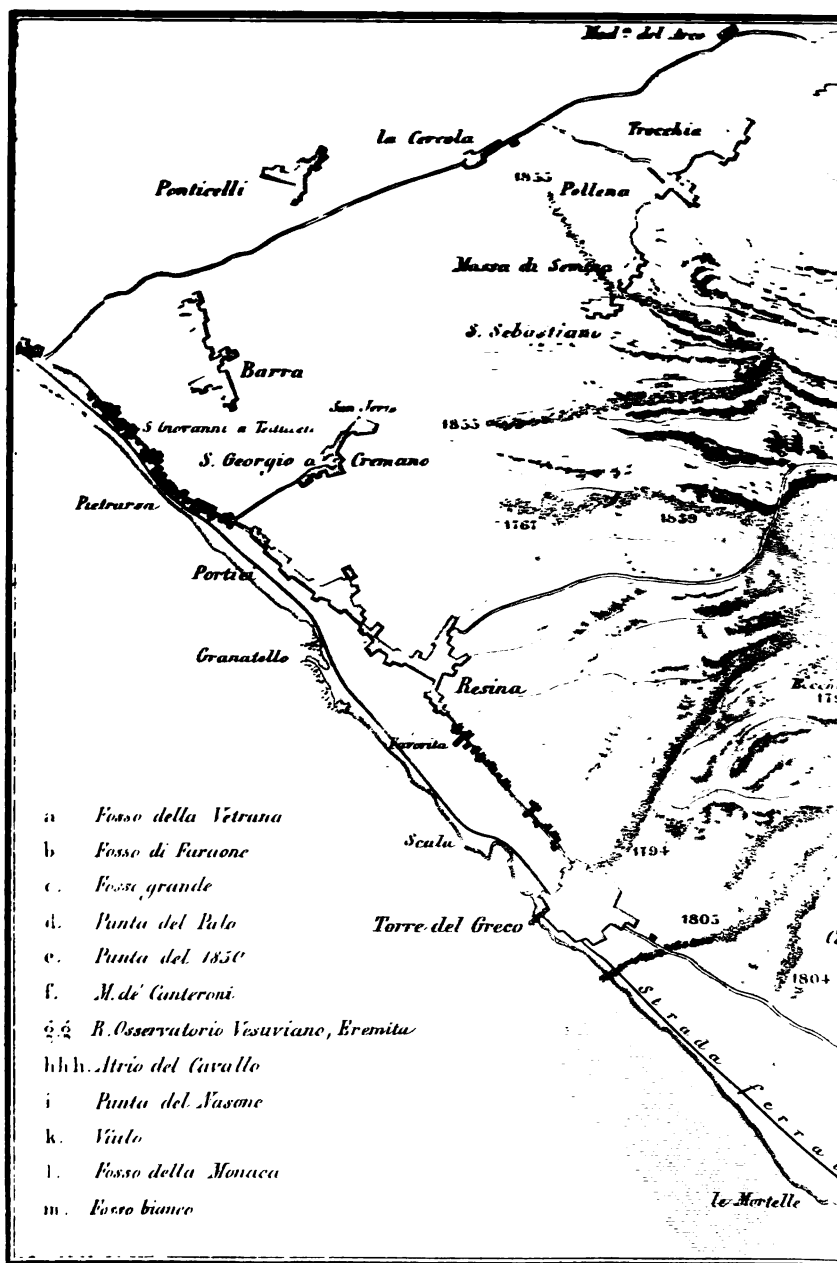 Mad.ª del Arco
la Cercola
Trocchia
1855
Pollena
Ponticelli
Massa di Somma
S. Sebastiano
Barra
San Jorio
1855
S. Giovanni a Teduccio
S. Georgio a Cremano
Pietrarsa
1767
1859
Portici
Granatello
Resina
Favorita
179
a Fosso della Vetrana
b Fosso di Faraone
Scala
1794
c. Fosso grande
d. Punta del Palo
Torre del Greco
1805
e. Punta del 1850
f. M. de' Canteroni
1804
g.g R. Osservatorio Vesuviano, Eremita
Strada ferrad
h h h. Atrio del Cavallo
i Punta del Nasone
k. Viulo
l. Fosso della Monaca
le Mortelle
m. Fosso bianco